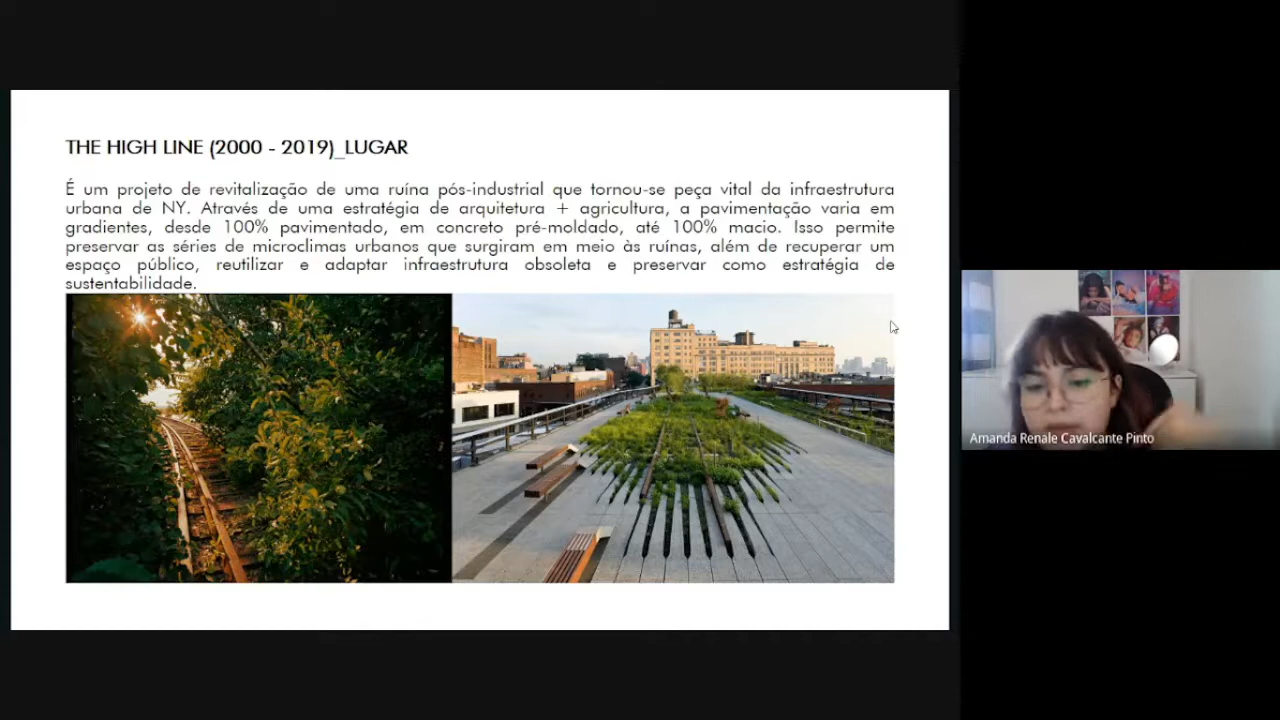 THE HIGH LINE (2000 - 2019)_LUGAR
É um projeto de revitalização de uma ruína pós-industrial que tornou-se peça vital da infraestrutura
urbana de NY. Através de uma estratégia de arquitetura + agricultura, a pavimentação varia em
gradientes, desde 100% pavimentado, em concreto pré-moldado, até 100% macio. Isso permite
preservar as séries de microclimas urbanos que surgiram em meio às ruínas, além de recuperar um
espaço público, reutilizar e adaptar infraestrutura obsoleta e preservar como estratégia de
sustentabilidade.
Amanda Renale Cavalcante Pinto